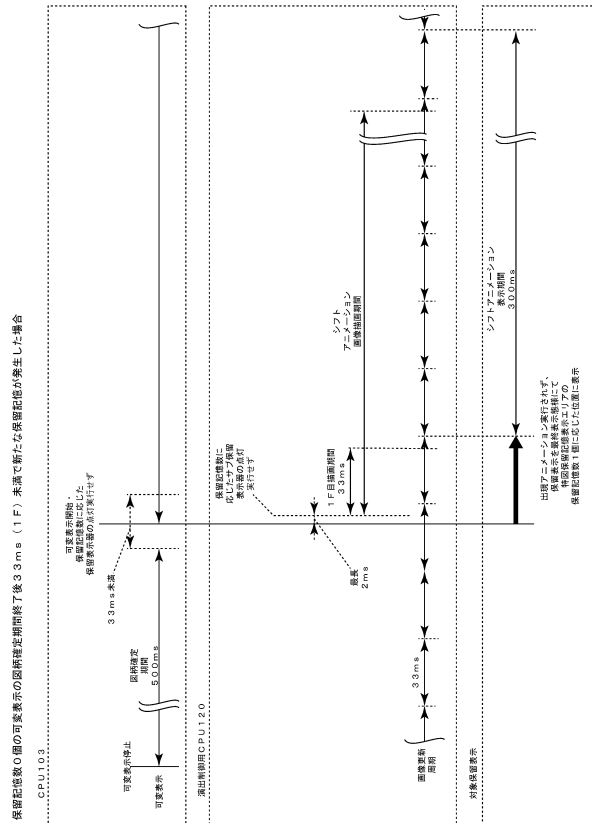 保留記憶数０個の可変表示の図柄確定期間終了後３３ｍｓ（１Ｆ）未満で新たな保留記憶が発生した場合
ＣＰＵ１０３
可変表示停止
可変表示
図柄確定
期間
５００ｍｓ
３３ｍｓ未満
可変表示開始・
保留記憶数に応じた
保留表示器の点灯実行せず
演出制御用ＣＰＵ１２０
保留記憶数に
応じたサブ保留
表示器の点灯
実行せず
最長
２ｍｓ
１Ｆ目描画期間
３３ｍｓ
シフト
アニメーション
画像描画期間
画像更新
周期
３３ｍｓ
対象保留表示
シフトアニメーション
表示期間
３００ｍｓ
出現アニメーション実行されず、
保留表示を最終表示態様にて
特図保留記憶表示エリアの
保留記憶数１個に応じた位置に表示